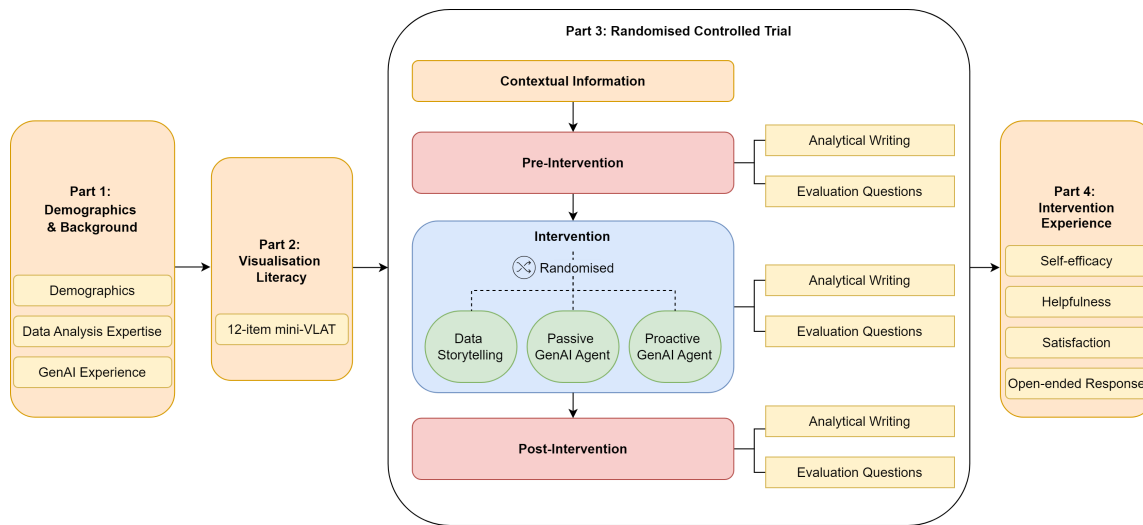 Part 1:
Demographics
& Background
Demographics
Data Analysis Expertise
GenAI Experience
Part 2:
Visualisation
Literacy
12-item mini-VLAT
Part 3: Randomised Controlled Trial
Contextual Information
Pre-Intervention
Analytical Writing
Evaluation Questions
Intervention
Randomised
Data
Storytelling
Passive
GenAI Agent
Proactive
GenAI Agent
Analytical Writing
Evaluation Questions
Post-Intervention
Analytical Writing
Evaluation Questions
Part 4:
Intervention
Experience
Self-efficacy
Helpfulness
Satisfaction
Open-ended Response